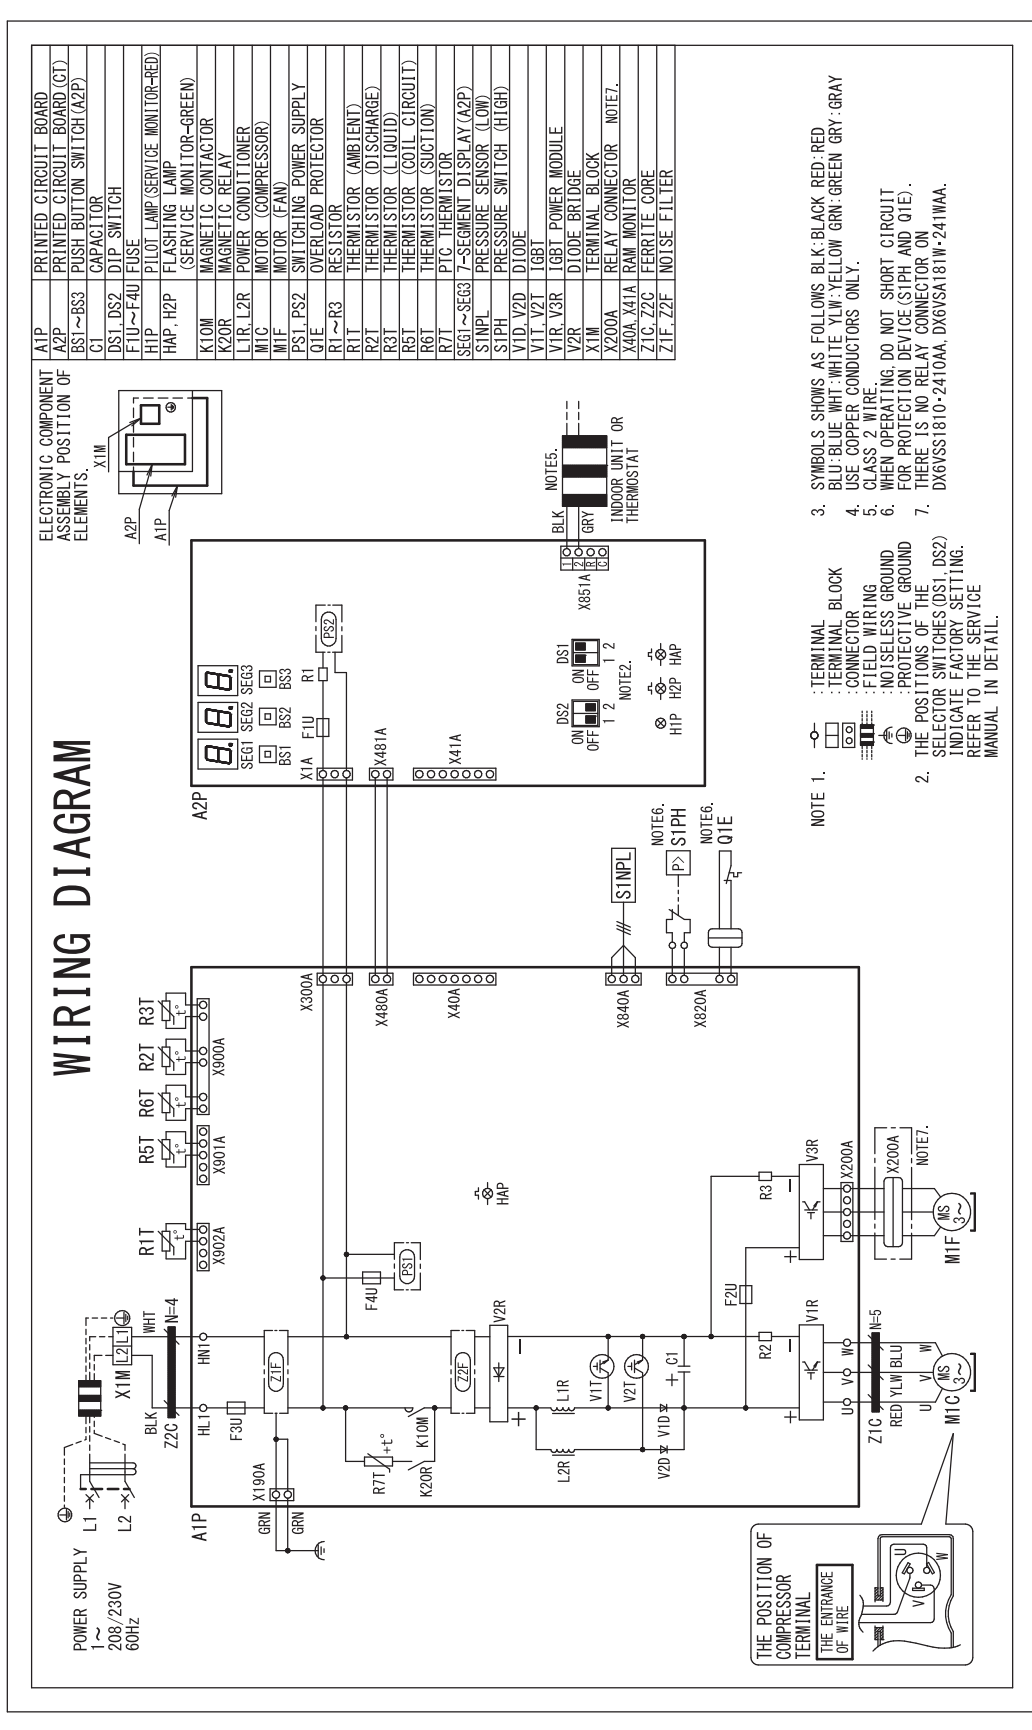 WIRING DIAGRAM
POWER SUPPLY
1~
208/230V
60Hz
L1
L2
X1M
L2 L1
BLK
WHT
Z2C
N=4
HL1
HN1
A1P
X190A
GRN
GRN
F3U
Z1F
R7T
+t°
K10M
K20R
Z2F
V2R
L1R
L2R
V1T
V2T
V1D
V2D
C1
F4U
PS1
HAP
R2
R3
F2U
V1R
V3R
U V W
RED YLW BLU
Z1C
N=5
U V W
M1C
MS
3~
X200A
X200A
NOTE7.
M1F
MS
3~
R1T
t°
X902A
R5T
t°
X901A
R6T
t°
R2T
t°
R3T
t°
X900A
X300A
X480A
X40A
X840A
X820A
S1NPL
NOTE6.
S1PH
P>
NOTE6.
Q1E
A2P
X1A
X481A
X41A
SEG1
SEG2
SEG3
BS1
BS2
BS3
F1U
R1
PS2
DS2
ON
OFF
1 2
DS1
ON
OFF
1 2
NOTE2.
H1P
H2P
HAP
X851A
1 2 R C
BLK
GRY
NOTE5.
INDOOR UNIT OR
THERMOSTAT
ELECTRONIC COMPONENT
ASSEMBLY POSITION OF
ELEMENTS.
X1M
A2P
A1P
A1P PRINTED CIRCUIT BOARD
A2P PRINTED CIRCUIT BOARD(CT)
BS1~BS3 PUSH BUTTON SWITCH(A2P)
C1 CAPACITOR
DS1, DS2 DIP SWITCH
F1U~F4U FUSE
H1P PILOT LAMP(SERVICE MONITOR-RED)
HAP, H2P FLASHING LAMP
(SERVICE MONITOR-GREEN)
K10M MAGNETIC CONTACTOR
K20R MAGNETIC RELAY
L1R, L2R POWER CONDITIONER
M1C MOTOR (COMPRESSOR)
M1F MOTOR (FAN)
PS1, PS2 SWITCHING POWER SUPPLY
Q1E OVERLOAD PROTECTOR
R1~R3 RESISTOR
R1T THERMISTOR (AMBIENT)
R2T THERMISTOR (DISCHARGE)
R3T THERMISTOR (LIQUID)
R5T THERMISTOR (COIL CIRCUIT)
R6T THERMISTOR (SUCTION)
R7T PTC THERMISTOR
SEG1~SEG3 7-SEGMENT DISPLAY(A2P)
S1NPL PRESSURE SENSOR (LOW)
S1PH PRESSURE SWITCH (HIGH)
V1D, V2D DIODE
V1T, V2T IGBT
V1R, V3R IGBT POWER MODULE
V2R DIODE BRIDGE
X1M TERMINAL BLOCK
X200A RELAY CONNECTOR NOTE7.
X40A, X41A RAM MONITOR
Z1C, Z2C FERRITE CORE
Z1F, Z2F NOISE FILTER
THE POSITION OF
COMPRESSOR
TERMINAL
THE ENTRANCE
OF WIRE
U
V
W
NOTE 1.
:TERMINAL
:TERMINAL BLOCK
:CONNECTOR
:FIELD WIRING
:NOISELESS GROUND
:PROTECTIVE GROUND
2. THE POSITIONS OF THE
SELECTOR SWITCHES(DS1, DS2)
INDICATE FACTORY SETTING.
REFER TO THE SERVICE
MANUAL IN DETAIL.
3. SYMBOLS SHOWS AS FOLLOWS BLK:BLACK RED:RED
BLU:BLUE WHT:WHITE YLW:YELLOW GRN:GREEN GRY:GRAY
4. USE COPPER CONDUCTORS ONLY.
5. CLASS 2 WIRE.
6. WHEN OPERATING, DO NOT SHORT CIRCUIT
FOR PROTECTION DEVICE(S1PH AND Q1E).
7. THERE IS NO RELAY CONNECTOR ON
DX6VSS1810･2410AA, DX6VSA181W･241WAA.